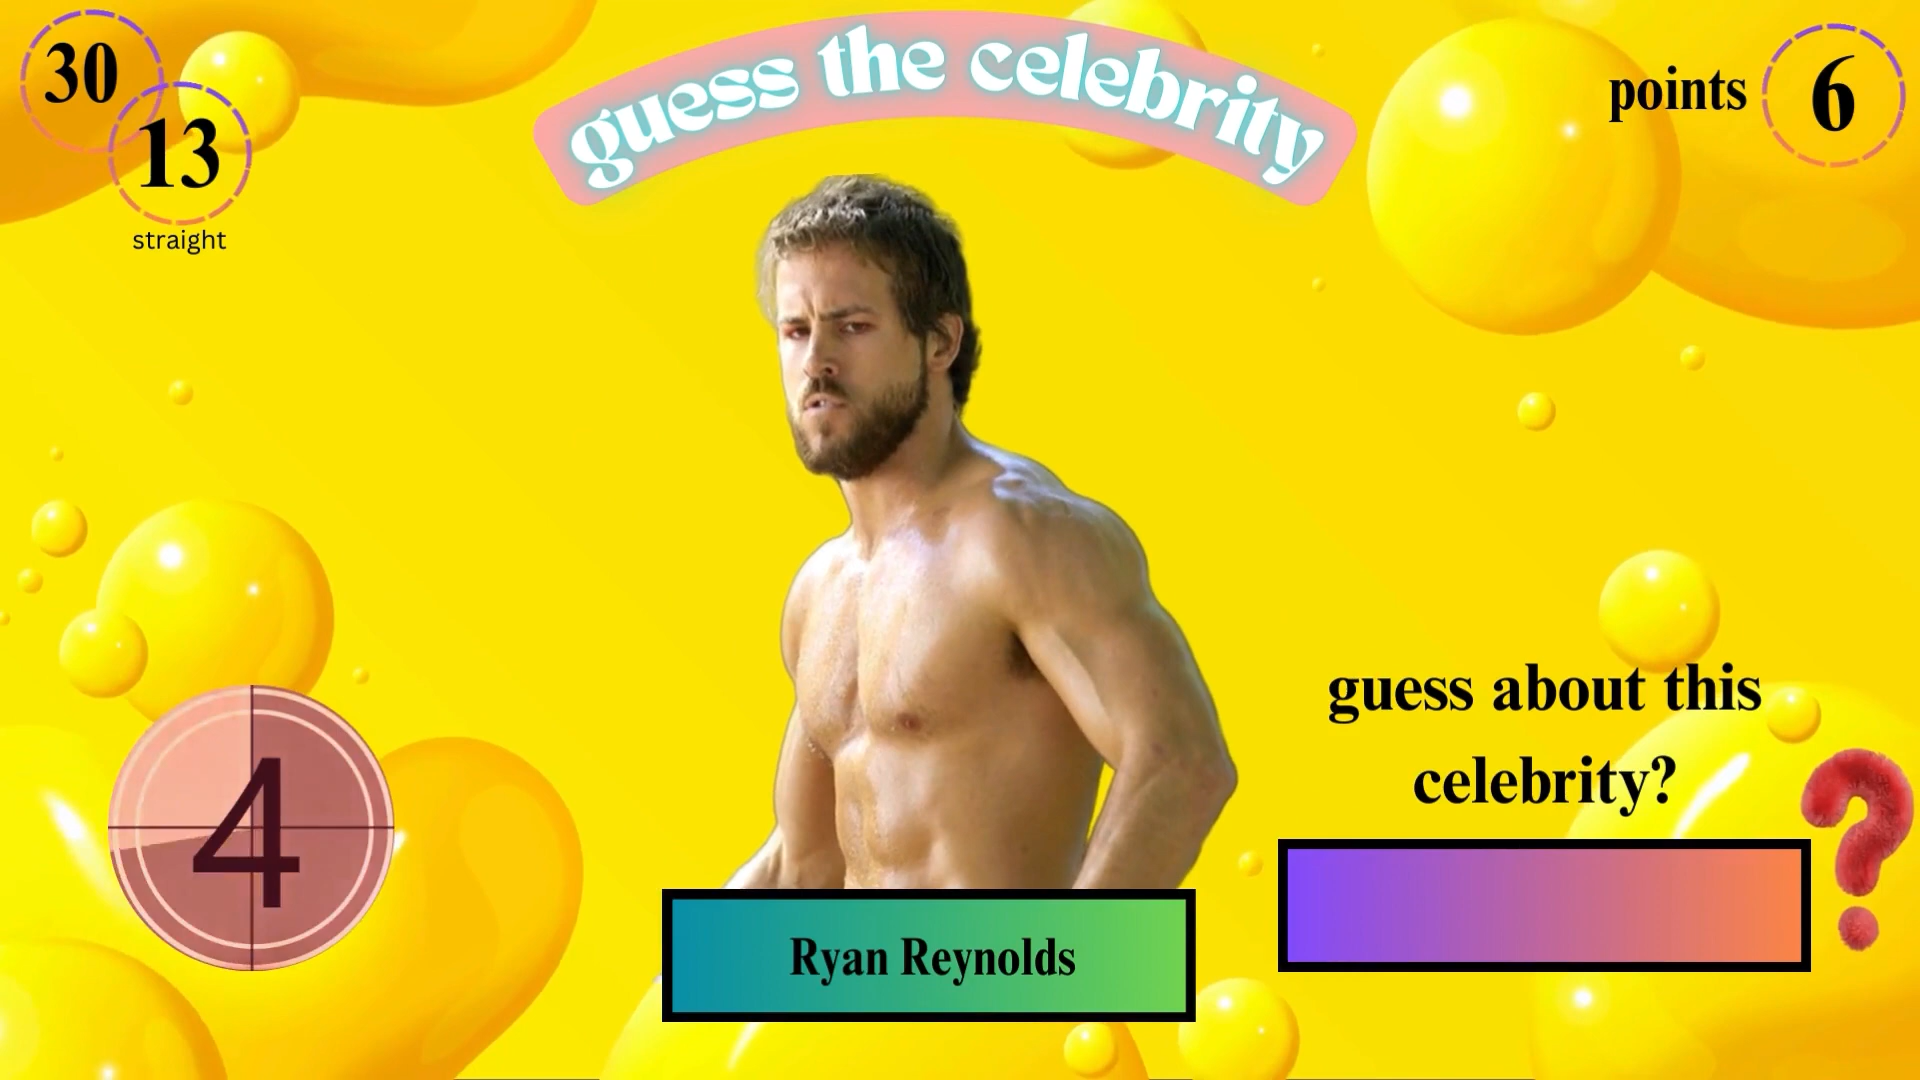 30
13
straight
guess the celebrity
points 6
4
guess about this
celebrity?
Ryan Reynolds